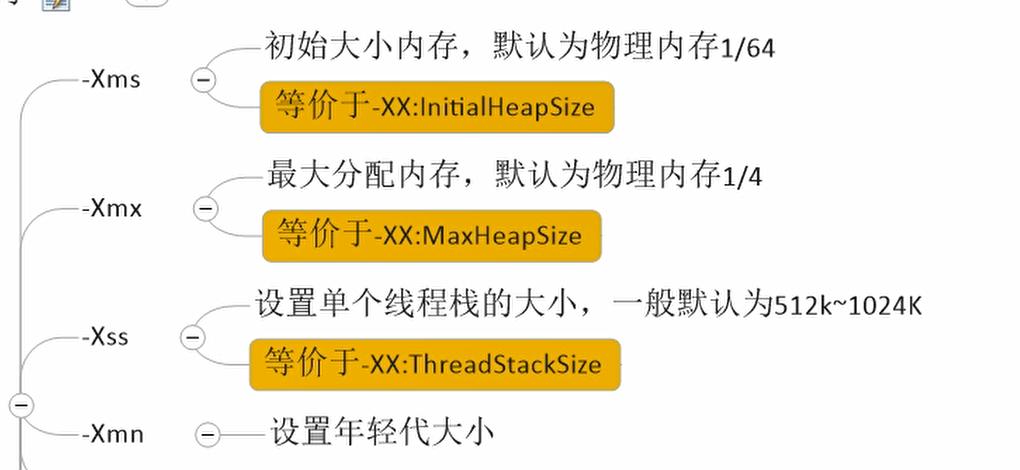 -Xms
初始大小内存，默认为物理内存1/64
等价于-XX:InitialHeapSize
-Xmx
最大分配内存，默认为物理内存1/4
等价于-XX:MaxHeapSize
-Xss
设置单个线程栈的大小，一般默认为512k~1024K
等价于-XX:ThreadStackSize
-Xmn
设置年轻代大小